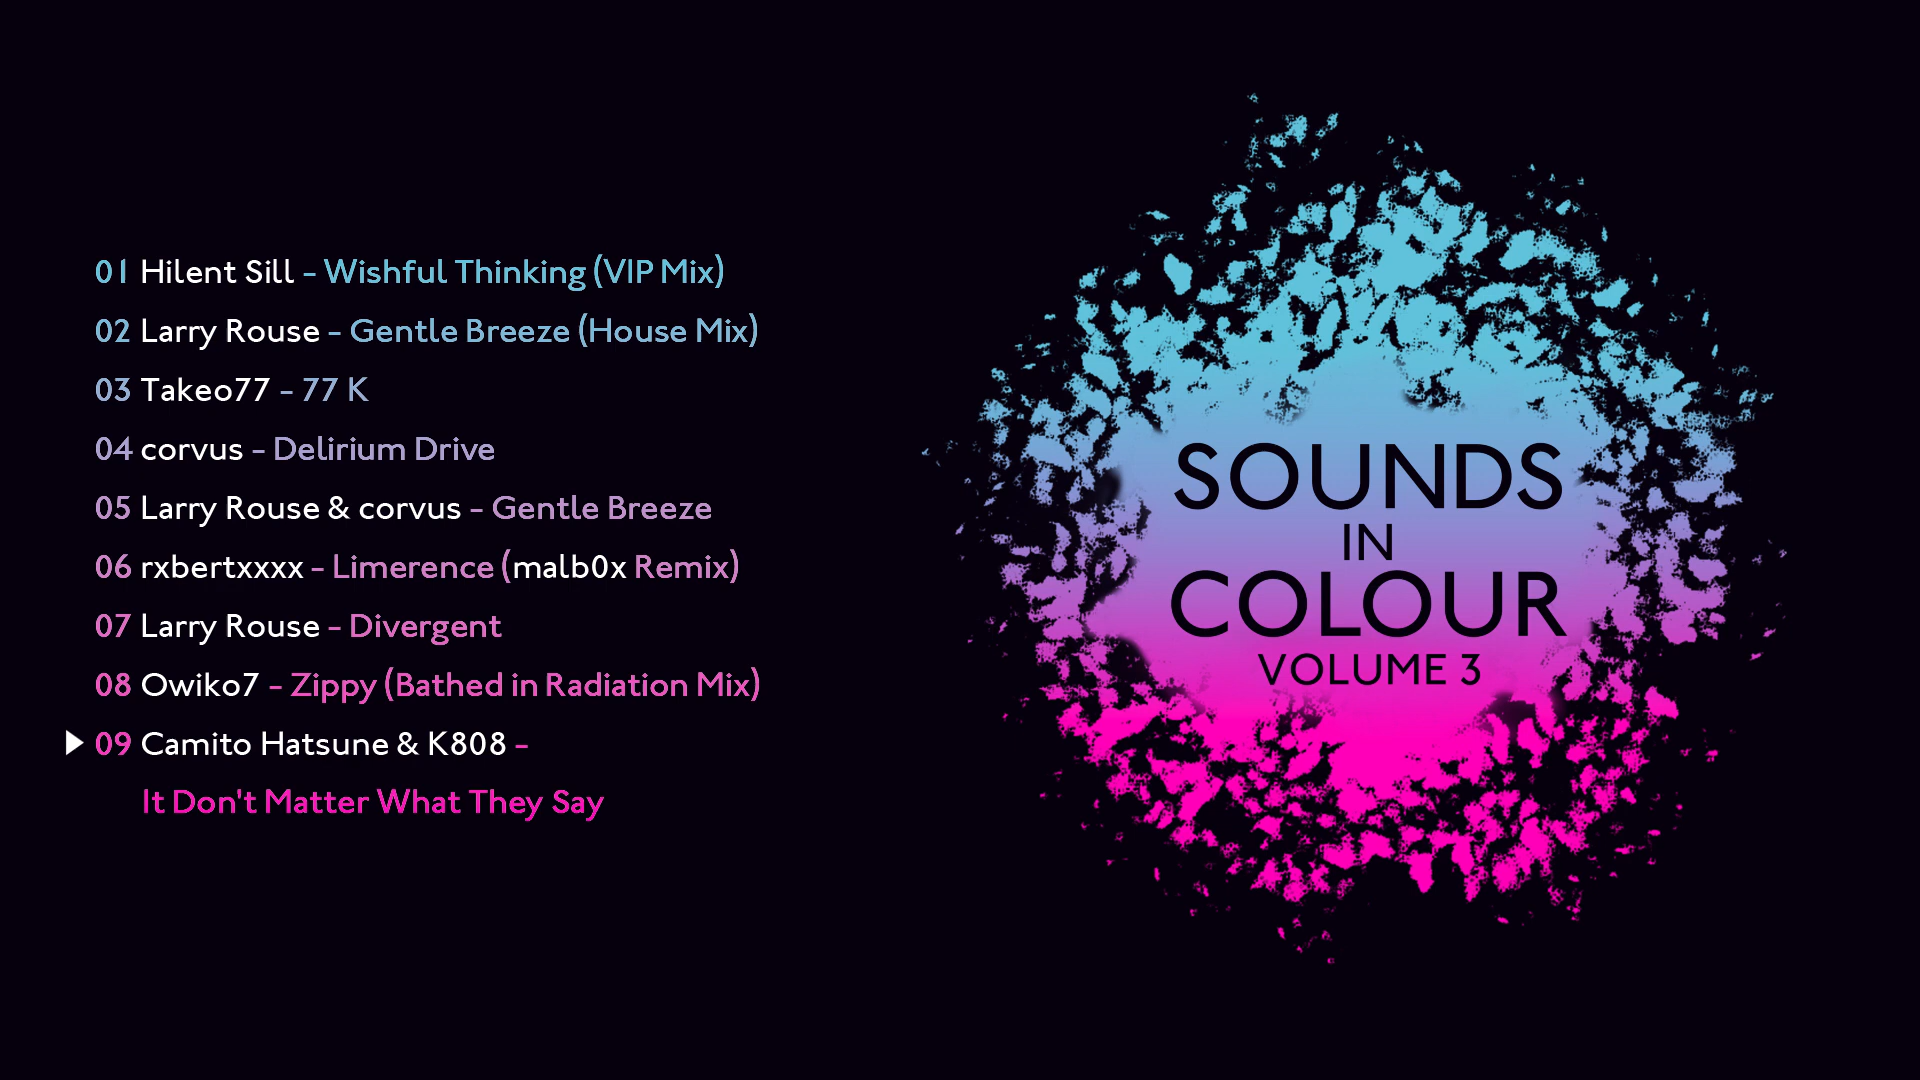 01 Hilent Sill - Wishful Thinking (VIP Mix)
02 Larry Rouse - Gentle Breeze (House Mix)
03 Takeo77 - 77 K
04 corvus - Delirium Drive
05 Larry Rouse & corvus - Gentle Breeze
06 rxbertxxxx - Limerence (malb0x Remix)
07 Larry Rouse - Divergent
08 Owiko7 - Zippy (Bathed in Radiation Mix)
09 Camito Hatsune & K808 -
It Don't Matter What They Say
SOUNDS
IN
COLOUR
VOLUME 3